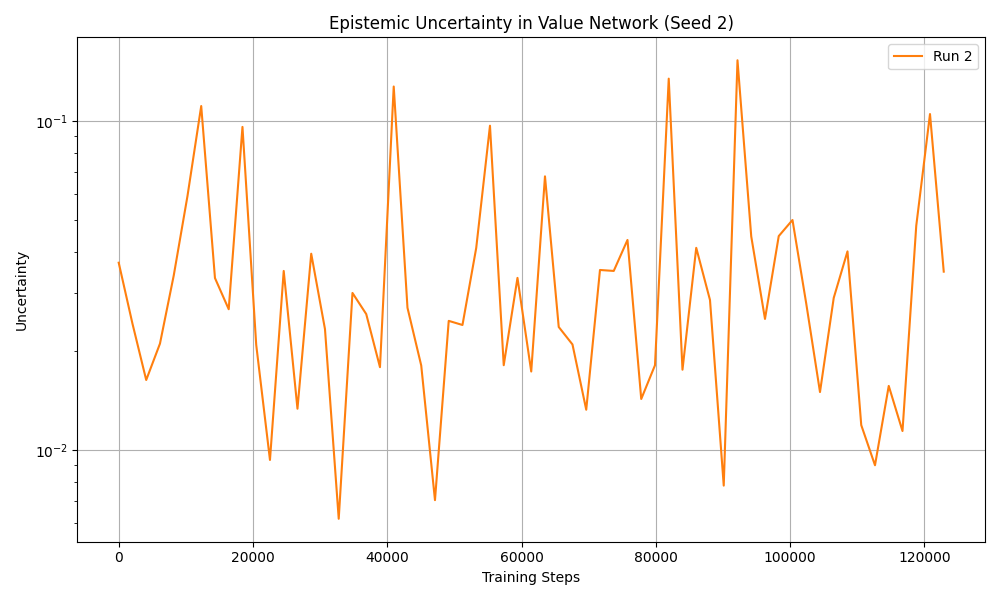 Epistemic Uncertainty in Value Network (Seed 2)
Run 2
Uncertainty
10⁻¹
10⁻²
0 20000 40000 60000 80000 100000 120000
Training Steps